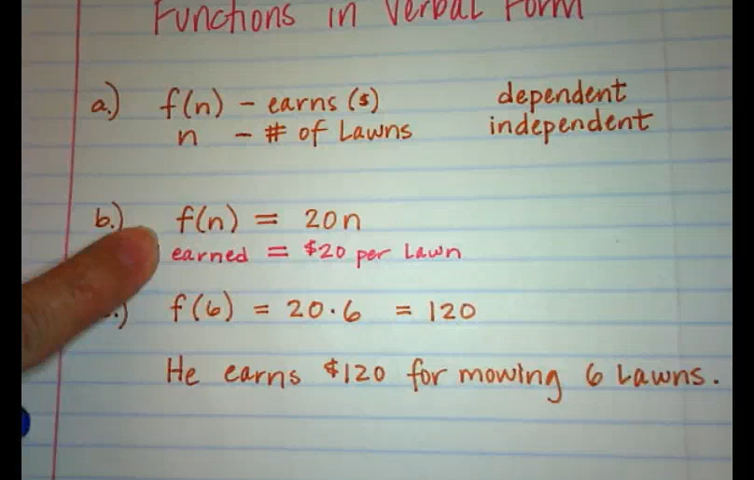 Functions in Verbal Form
a.) f(n) - earns ($) dependent
n - # of Lawns independent
b.) f(n) = 20n
earned = $20 per Lawn
.) f(6) = 20·6 = 120
He earns $120 for mowing 6 Lawns.